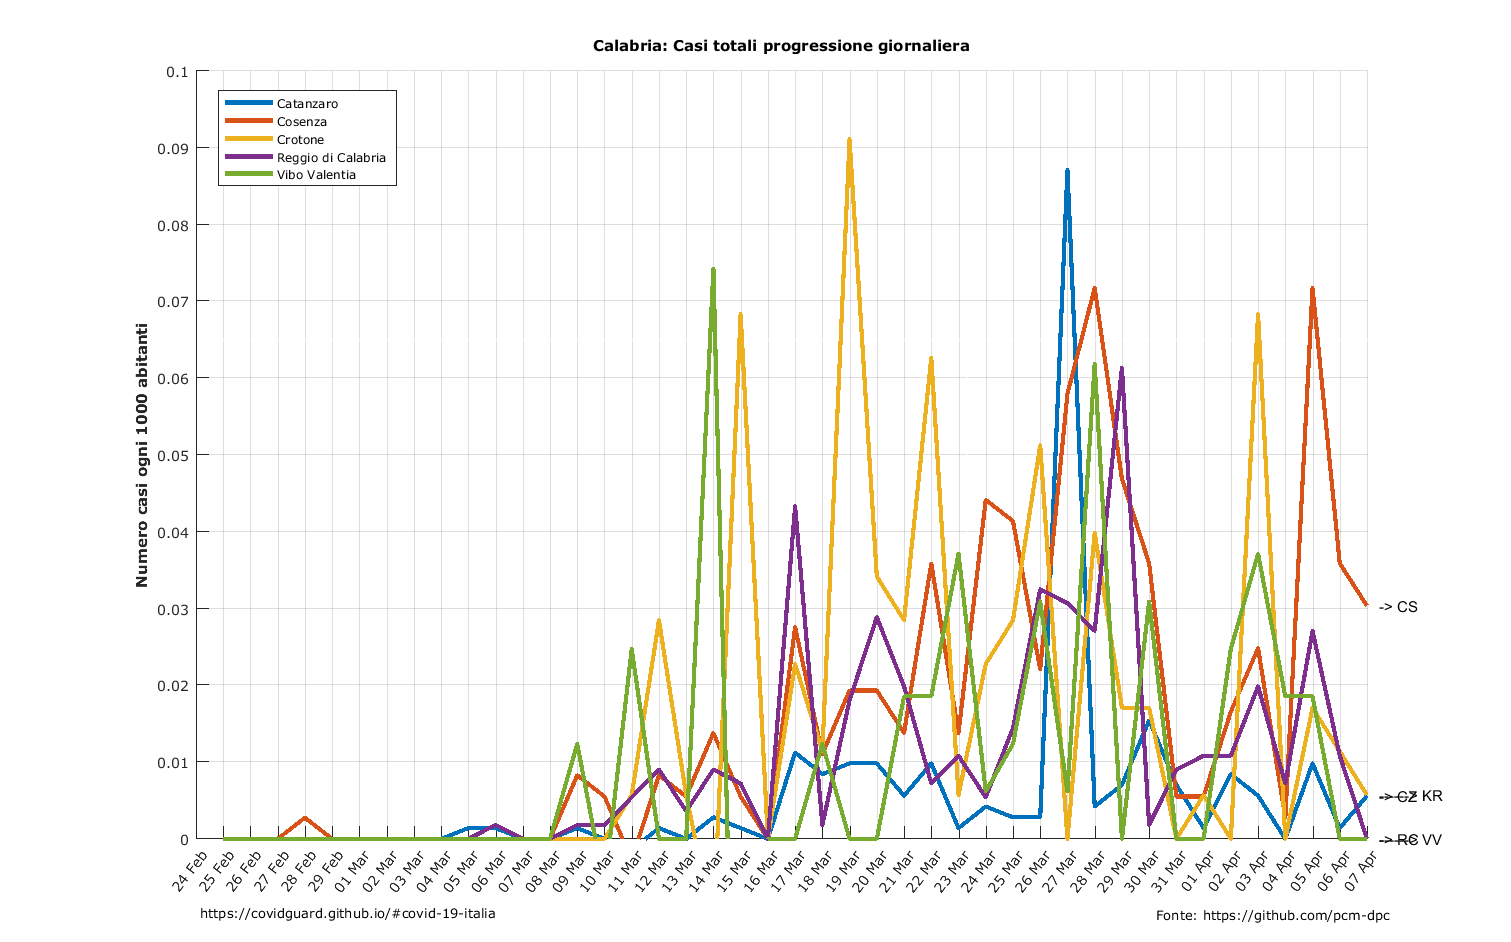 Calabria: Casi totali progressione giornaliera
Numero casi ogni 1000 abitanti
0.1
0.09
0.08
0.07
0.06
0.05
0.04
0.03
0.02
0.01
0
Catanzaro
Cosenza
Crotone
Reggio di Calabria
Vibo Valentia
-> CS
-> CZ
KR
-> RC
VV
24 Feb
25 Feb
26 Feb
27 Feb
28 Feb
29 Feb
01 Mar
02 Mar
03 Mar
04 Mar
05 Mar
06 Mar
07 Mar
08 Mar
09 Mar
10 Mar
11 Mar
12 Mar
13 Mar
14 Mar
15 Mar
16 Mar
17 Mar
18 Mar
19 Mar
20 Mar
21 Mar
22 Mar
23 Mar
24 Mar
25 Mar
26 Mar
27 Mar
28 Mar
29 Mar
30 Mar
31 Mar
01 Apr
02 Apr
03 Apr
04 Apr
05 Apr
06 Apr
07 Apr
https://covidguard.github.io/#covid-19-italia
Fonte: https://github.com/pcm-dpc